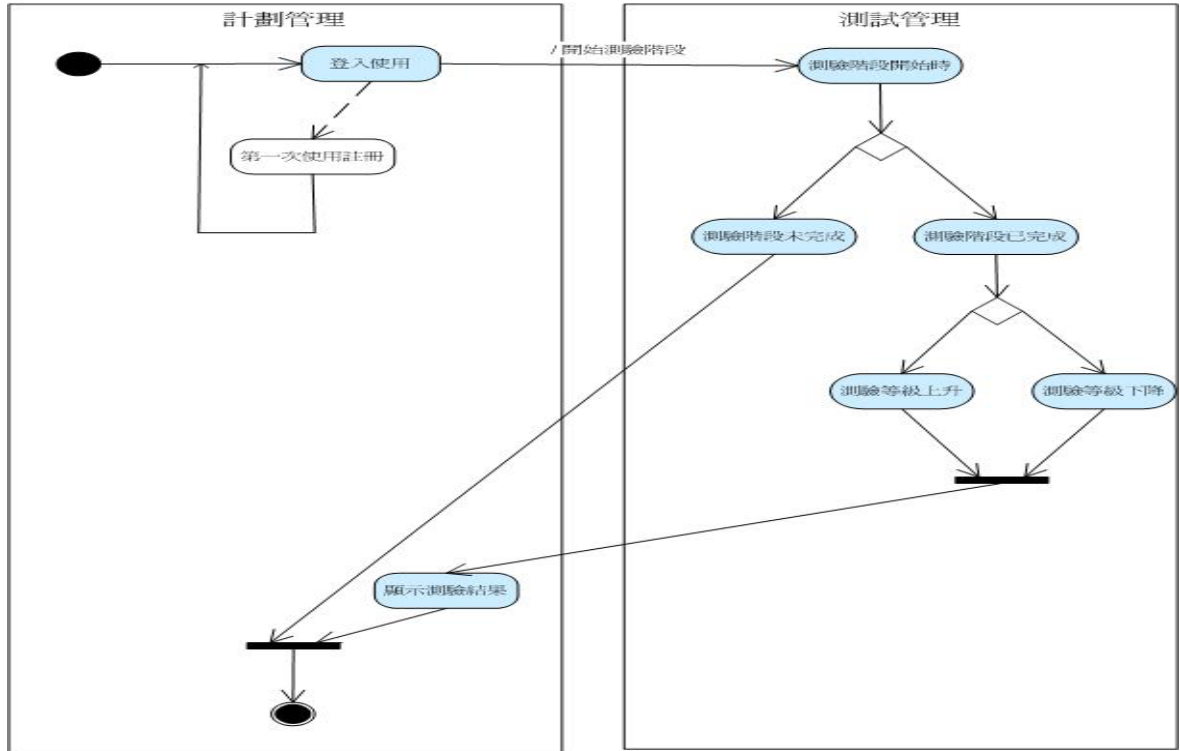 計劃管理
測試管理
登入使用
/ 開始測驗階段
測驗階段開始時
第一次使用註冊
測驗階段未完成
測驗階段已完成
測驗等級上升
測驗等級下降
顯示測驗結果